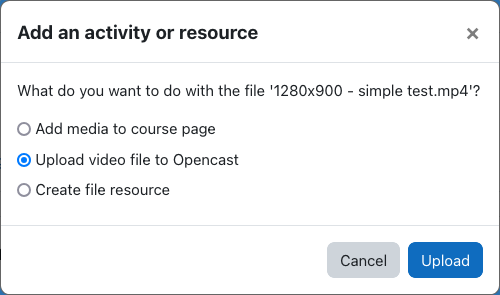 Add an activity or resource
What do you want to do with the file '1280x900 - simple test.mp4'?
Add media to course page
Upload video file to Opencast
Create file resource
Cancel Upload